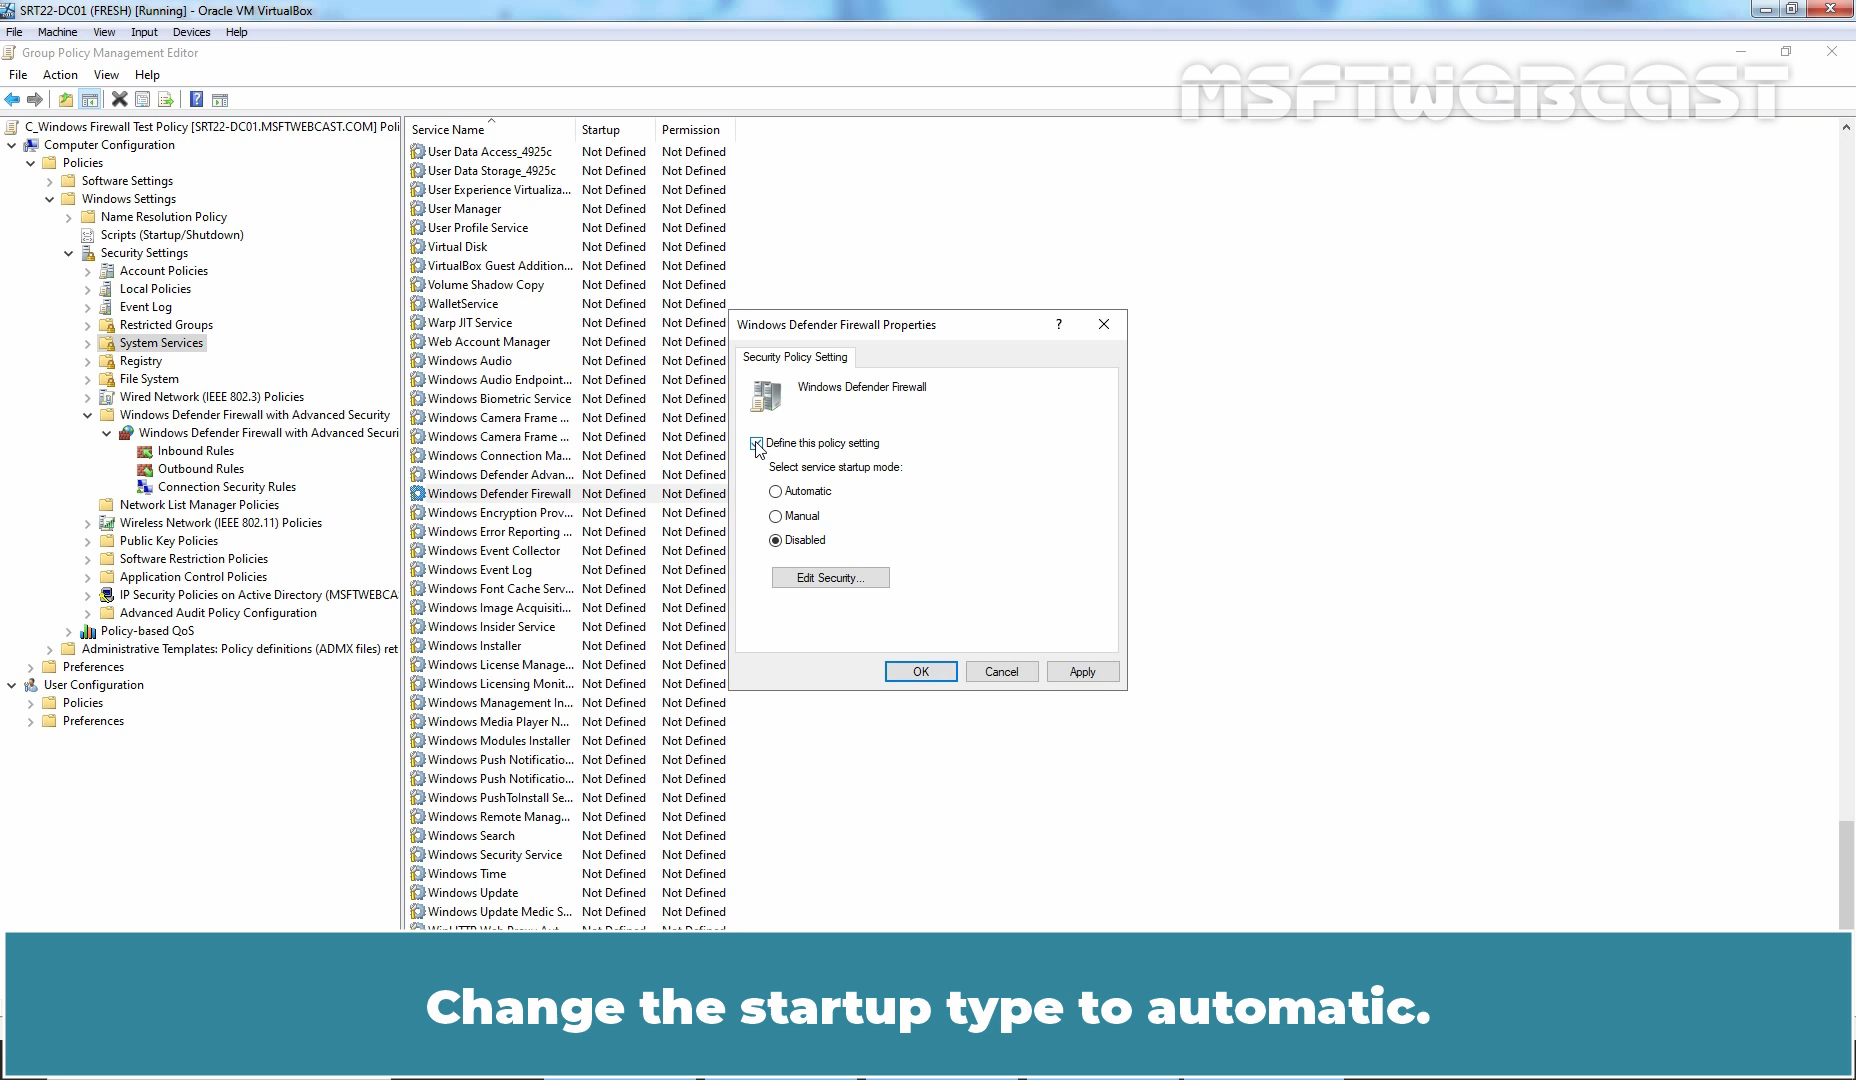 SRT22-DC01 (FRESH) [Running] - Oracle VM VirtualBox
File Machine View Input Devices Help
Group Policy Management Editor
File Action View Help
MSFTWEBCAST
C_Windows Firewall Test Policy [SRT22-DC01.MSFTWEBCAST.COM] Poli
Computer Configuration
Policies
Software Settings
Windows Settings
Name Resolution Policy
Scripts (Startup/Shutdown)
Security Settings
Account Policies
Local Policies
Event Log
Restricted Groups
System Services
Registry
File System
Wired Network (IEEE 802.3) Policies
Windows Defender Firewall with Advanced Security
Windows Defender Firewall with Advanced Securi
Inbound Rules
Outbound Rules
Connection Security Rules
Network List Manager Policies
Wireless Network (IEEE 802.11) Policies
Public Key Policies
Software Restriction Policies
Application Control Policies
IP Security Policies on Active Directory (MSFTWEBCA
Advanced Audit Policy Configuration
Policy-based QoS
Administrative Templates: Policy definitions (ADMX files) ret
Preferences
User Configuration
Policies
Preferences
Service Name Startup Permission
User Data Access_4925c Not Defined Not Defined
User Data Storage_4925c Not Defined Not Defined
User Experience Virtualiza... Not Defined Not Defined
User Manager Not Defined Not Defined
User Profile Service Not Defined Not Defined
Virtual Disk Not Defined Not Defined
VirtualBox Guest Addition... Not Defined Not Defined
Volume Shadow Copy Not Defined Not Defined
WalletService Not Defined Not Defined
Warp JIT Service Not Defined Not Defined
Web Account Manager Not Defined Not Defined
Windows Audio Not Defined Not Defined
Windows Audio Endpoint... Not Defined Not Defined
Windows Biometric Service Not Defined Not Defined
Windows Camera Frame ... Not Defined Not Defined
Windows Camera Frame ... Not Defined Not Defined
Windows Connection Ma... Not Defined Not Defined
Windows Defender Advan... Not Defined Not Defined
Windows Defender Firewall Not Defined Not Defined
Windows Encryption Prov... Not Defined Not Defined
Windows Error Reporting ... Not Defined Not Defined
Windows Event Collector Not Defined Not Defined
Windows Event Log Not Defined Not Defined
Windows Font Cache Serv... Not Defined Not Defined
Windows Image Acquisiti... Not Defined Not Defined
Windows Insider Service Not Defined Not Defined
Windows Installer Not Defined Not Defined
Windows License Manage... Not Defined Not Defined
Windows Licensing Monit... Not Defined Not Defined
Windows Management In... Not Defined Not Defined
Windows Media Player N... Not Defined Not Defined
Windows Modules Installer Not Defined Not Defined
Windows Push Notificatio... Not Defined Not Defined
Windows Push Notificatio... Not Defined Not Defined
Windows PushToInstall Se... Not Defined Not Defined
Windows Remote Manag... Not Defined Not Defined
Windows Search Not Defined Not Defined
Windows Security Service Not Defined Not Defined
Windows Time Not Defined Not Defined
Windows Update Not Defined Not Defined
Windows Update Medic S... Not Defined Not Defined
Windows Defender Firewall Properties ?
Security Policy Setting
Windows Defender Firewall
Define this policy setting
Select service startup mode:
Automatic
Manual
Disabled
Edit Security...
OK Cancel Apply
Change the startup type to automatic.